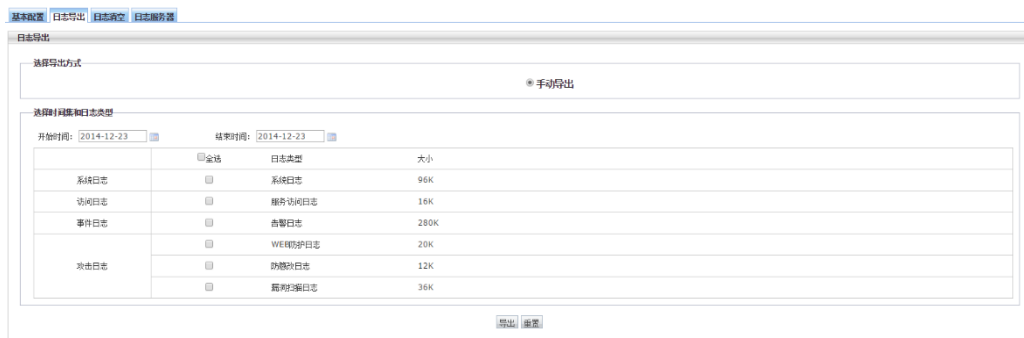 基本配置 日志导出 日志清空 日志服务器
日志导出
选择导出方式
手动导出
选择时间集和日志类型
开始时间: 2014-12-23 结束时间: 2014-12-23
全选 日志类型 大小
系统日志 系统日志 96K
访问日志 服务访问日志 16K
事件日志 告警日志 280K
WEB防护日志 20K
攻击日志 防篡改日志 12K
漏洞扫描日志 36K
导出 重置